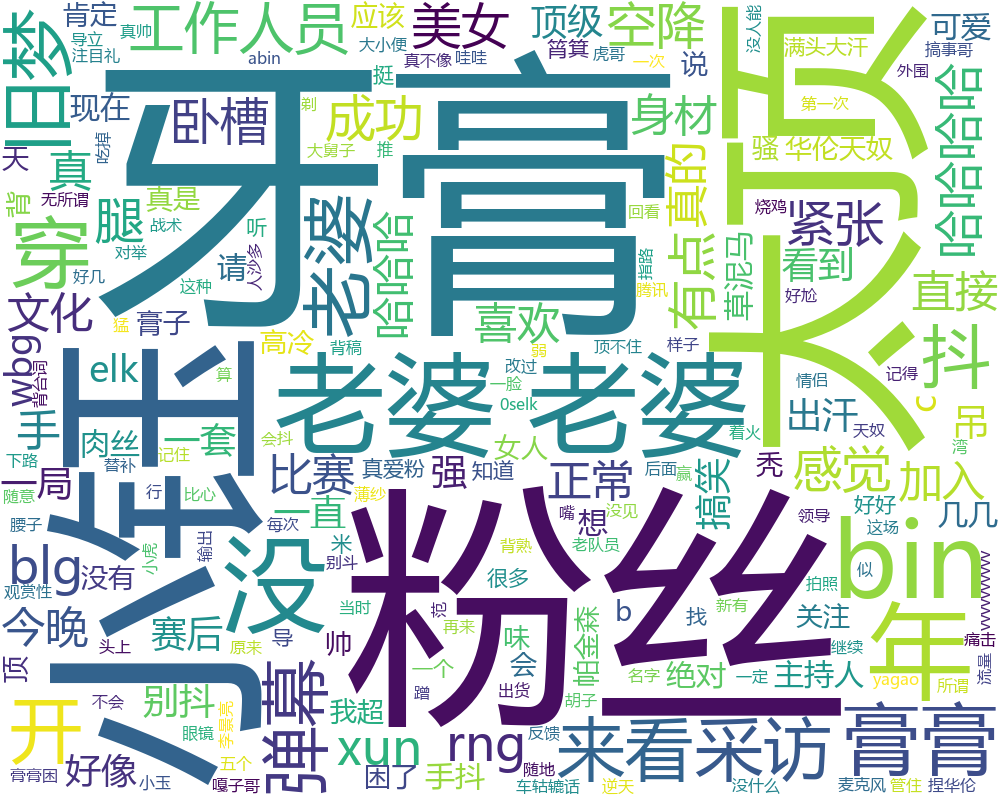 肯定
应该
工作人员
美女
顶级
空降
可爱
真帅
导立
注目礼
大小便
abin
真不像
哇哇
筲箕
虎哥
一次
说
没人能
满头大汗
搞事哥
外围
旧梦
现在
卧槽
挺
成功
身材
第一次
太顶
哈哈哈哈
天
吃掉
真
剃
大舅子
推
真的
骚
华伦天奴
牙膏
无所谓
背
真是
腿
战术
听
老婆
哈哈哈
回看
烧鸡
紧张
穿
对举
请
人沙多
有点
指路
草泥马
看到
好几
这种
腾讯
好尬
直接
文化
猛
膏子
高冷
背稿
喜欢
弱
顶不住
样子
wbg
背台词
elk
算
改过
一脸
情侣
记得
抖
小钰
老婆
老婆
0selk
c
手
肉丝
一套
会抖
女人
看火
出汗
天奴
吊
下路
替补
记住
比赛
真爱粉
强
知道
正常
后面
赢
搞笑
秃
感觉
湾
加入
一局
随意
行
比心
薄纱
腰子
一直
每次
嘴
想
没见
领导
好好
几几
blg
没有
小虎
输出
没
米
别斗
粉丝
背熟
老队员
这场
bin
观赏性
很多
拍照
似
wwwwwww
今晚
赛后
头上
原来
导
当时
范
再来
味
帕金森
b
找
新有
关注
年
痛击
顶
不会
弹幕
帅
一个
会
绝对
名字
一定
主持人
继续
流量
开
别抖
李景亮
我超
蹭
出货
胡子
yagao
所谓
眼镜
五个
xun
rng
反馈
来看采访
膏膏
膏膏困
好像
小玉
嘎子哥
困了
手抖
随地
车轱辘话
逆天
没什么
麦克风
管住
捏华伦